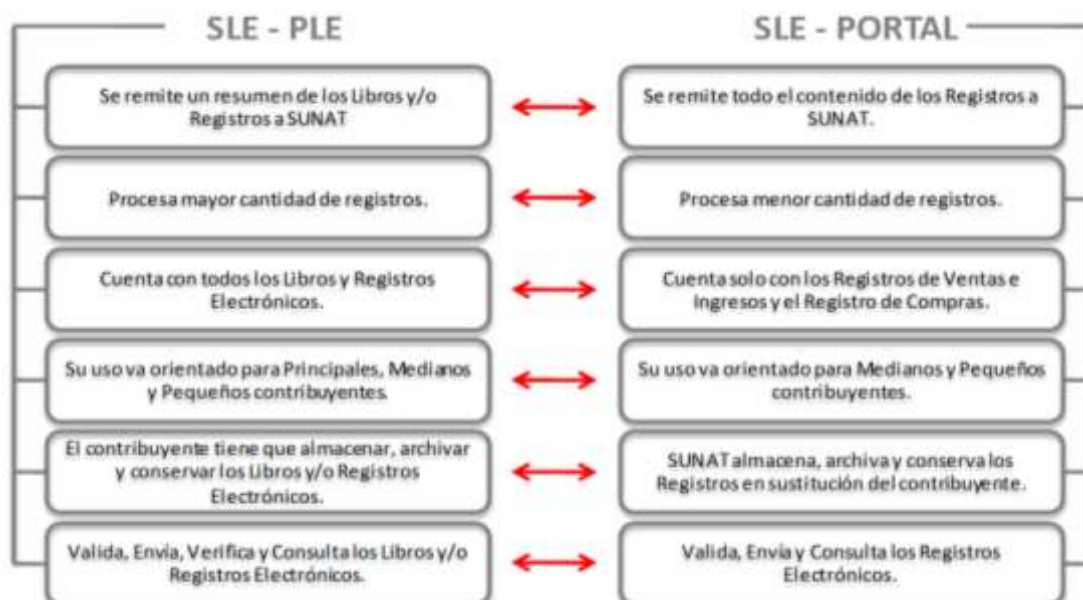 SLE - PLE
SLE - PORTAL
Se remite un resumen de los Libros y/o
Registros a SUNAT
Se remite todo el contenido de los Registros a
SUNAT.
Procesa mayor cantidad de registros.
Procesa menor cantidad de registros.
Cuenta con todos los Libros y Registros
Electrónicos.
Cuenta solo con los Registros de Ventas e
Ingresos y el Registro de Compras.
Su uso va orientado para Principales, Medianos
y Pequeños contribuyentes.
Su uso va orientado para Medianos y Pequeños
contribuyentes.
El contribuyente tiene que almacenar, archivar
y conservar los Libros y/o Registros
Electrónicos.
SUNAT almacena, archiva y conserva los
Registros en sustitución del contribuyente.
Valida, Envía, Verifica y Consulta los Libros y/o
Registros Electrónicos.
Valida, Envía y Consulta los Registros
Electrónicos.